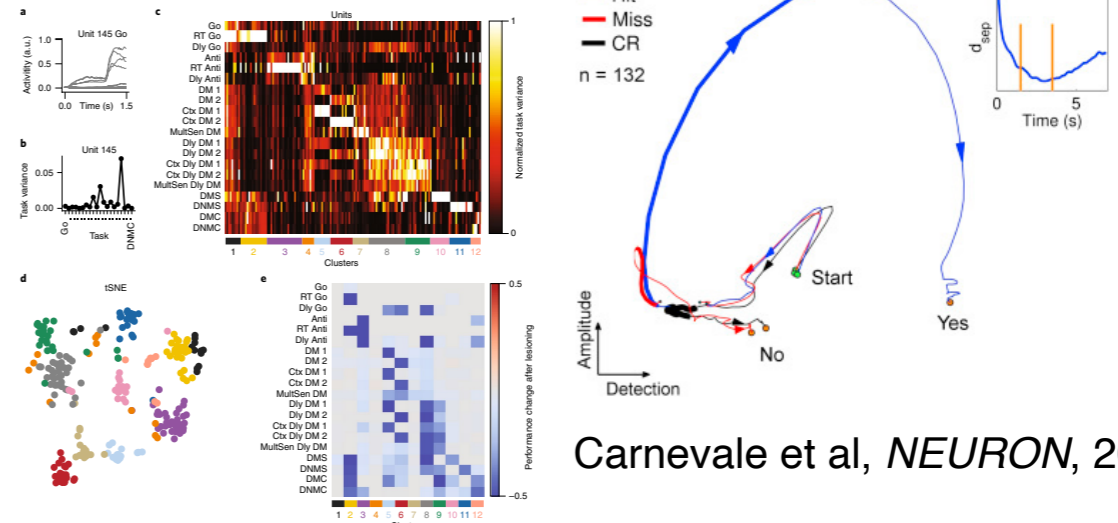 a
Unit 145 Go
Activity (a.u.)
1.0
0.5
0.0
0.0
Time (s)
1.5
b
Unit 145
Task variance
0.05
0.00
Go
Task
DNMC
c
Units
Go
RT Go
Dly Go
Anti
RT Anti
Dly Anti
DM 1
DM 2
Ctx DM 1
Ctx DM 2
MultSen DM
Dly DM 1
Dly DM 2
Ctx Dly DM 1
Ctx Dly DM 2
MultSen Dly DM
DMS
DNMS
DMC
DNMC
1 2 3 4 5 6 7 8 9 10 11 12
Clusters
1
0
Normalized task variance
d
tSNE
e
Go
RT Go
Dly Go
Anti
RT Anti
Dly Anti
DM 1
DM 2
Ctx DM 1
Ctx DM 2
MultSen DM
Dly DM 1
Dly DM 2
Ctx Dly DM 1
Ctx Dly DM 2
MultSen Dly DM
DMS
DNMS
DMC
DNMC
1 2 3 4 5 6 7 8 9 10 11 12
0.5
−0.5
Performance change after lesioning
Miss
CR
n = 132
Start
Yes
No
Amplitude
Detection
dsep
0
5
Time (s)
Carnevale et al, NEURON, 2